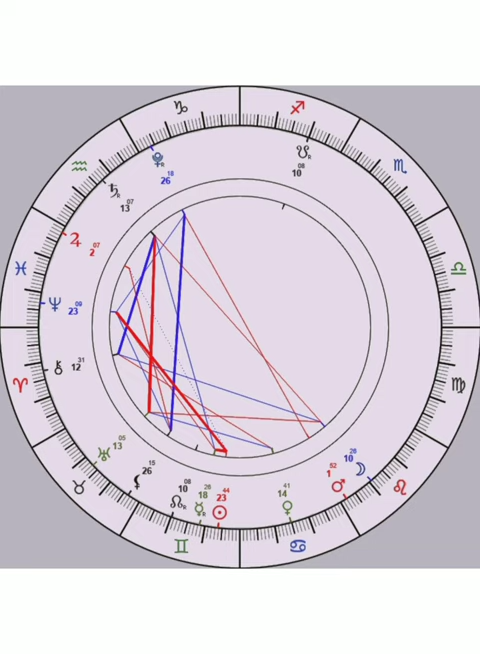 ♑ ♐
♏
♒
♎
♓
♍
♈
♌
♉
♊ ♋
♇ R 26 18
☋ R 10 08
♄ R 13 07
♃ 2 07
♆ 23 09
⚷ 12 31
♅ 13 05
⚸ 26 15
☊ R 10 08
☿ R 18 28
☉ 23 44
♀ 14 41
♂ 1 52
☽ 10 28